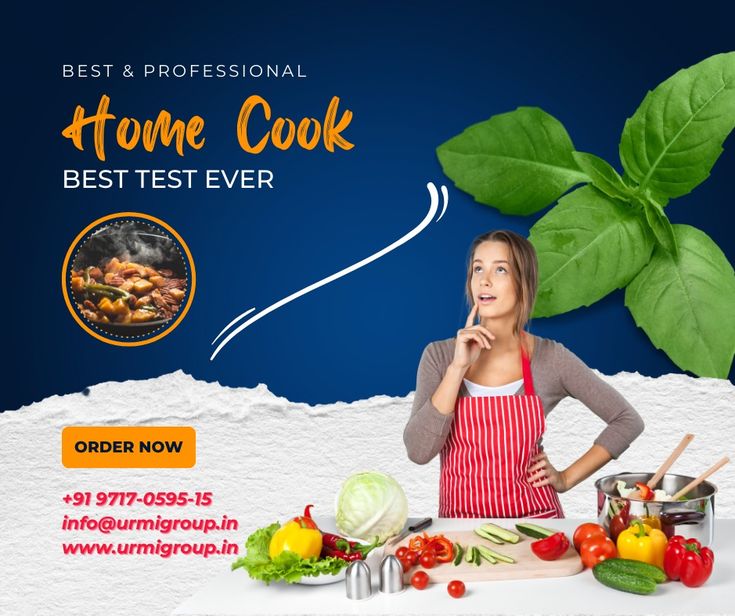 BEST & PROFESSIONAL
Home Cook
BEST TEST EVER
ORDER NOW
+91 9717-0595-15
info@urmigroup.in
www.urmigroup.in